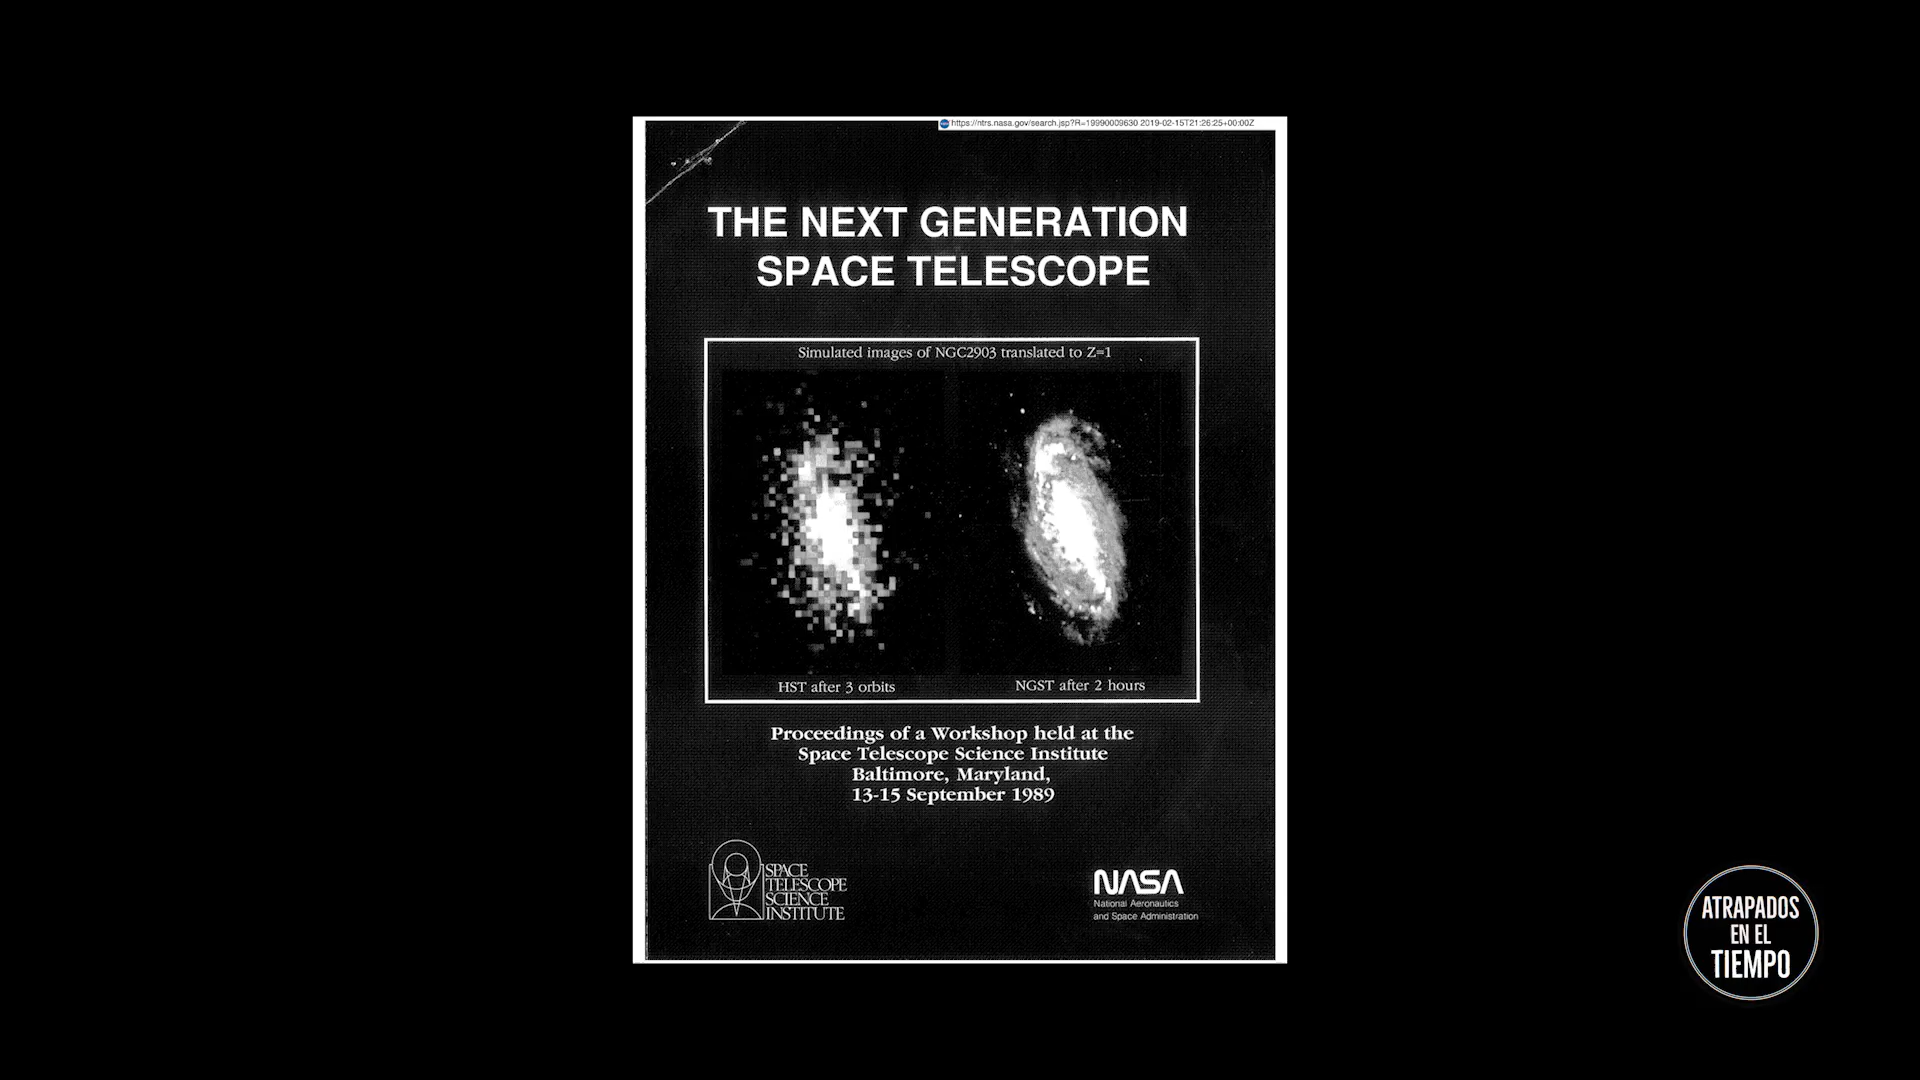 https://ntrs.nasa.gov/search.jsp?R=19990009630 2019-02-15T21:26:25+00:00Z
THE NEXT GENERATION
SPACE TELESCOPE
Simulated images of NGC2903 translated to Z=1
HST after 3 orbits
NGST after 2 hours
Proceedings of a Workshop held at the
Space Telescope Science Institute
Baltimore, Maryland,
13-15 September 1989
SPACE
TELESCOPE
SCIENCE
INSTITUTE
NASA
National Aeronautics
and Space Administration
ATRAPADOS
EN EL
TIEMPO